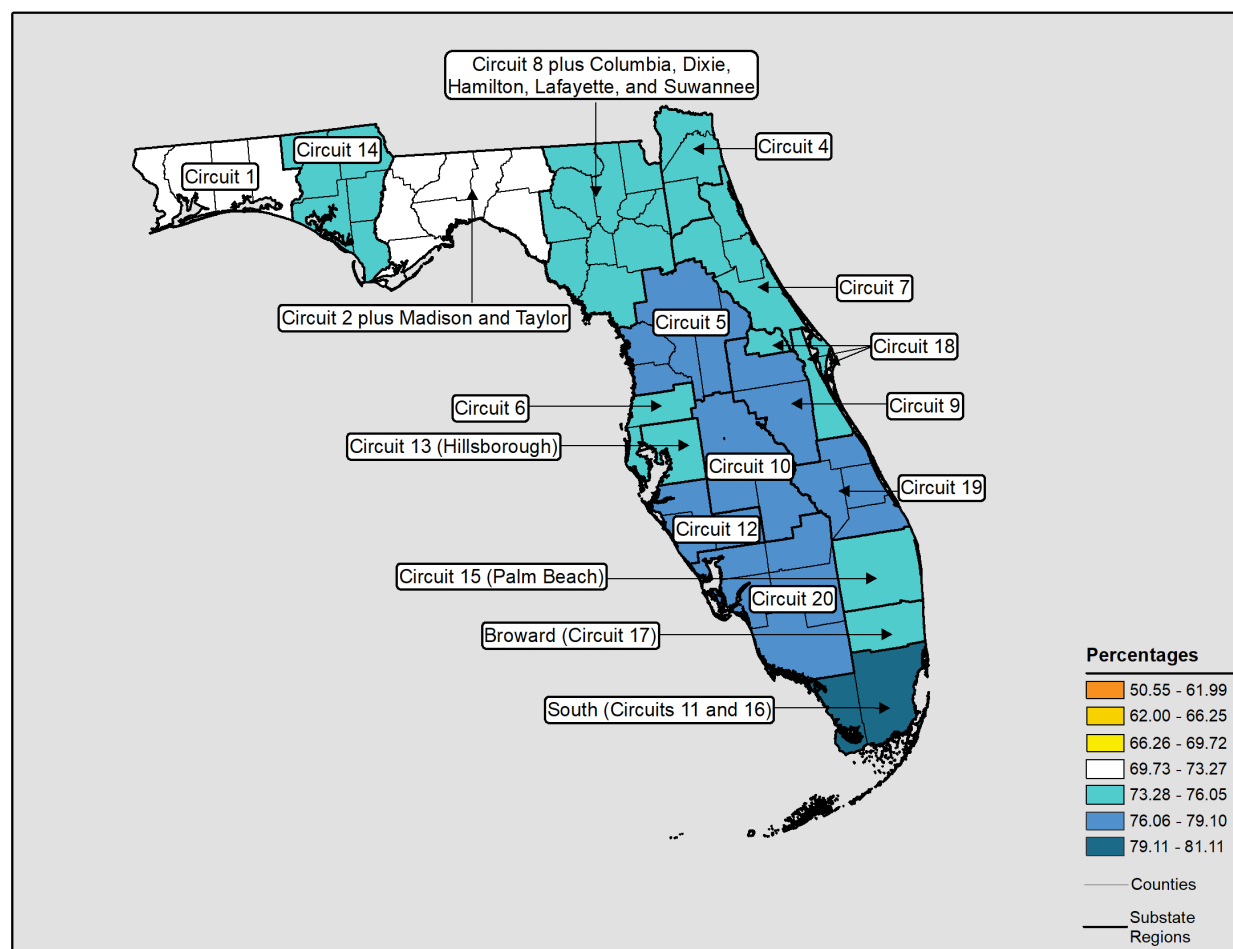 Circuit 8 plus Columbia, Dixie,
Hamilton, Lafayette, and Suwannee
Circuit 14
Circuit 4
Circuit 1
Circuit 7
Circuit 2 plus Madison and Taylor
Circuit 5
Circuit 18
Circuit 6
Circuit 9
Circuit 13 (Hillsborough)
Circuit 10
Circuit 19
Circuit 12
Circuit 15 (Palm Beach)
Circuit 20
Broward (Circuit 17)
South (Circuits 11 and 16)
Percentages
50.55 - 61.99
62.00 - 66.25
66.26 - 69.72
69.73 - 73.27
73.28 - 76.05
76.06 - 79.10
79.11 - 81.11
Counties
Substate
Regions